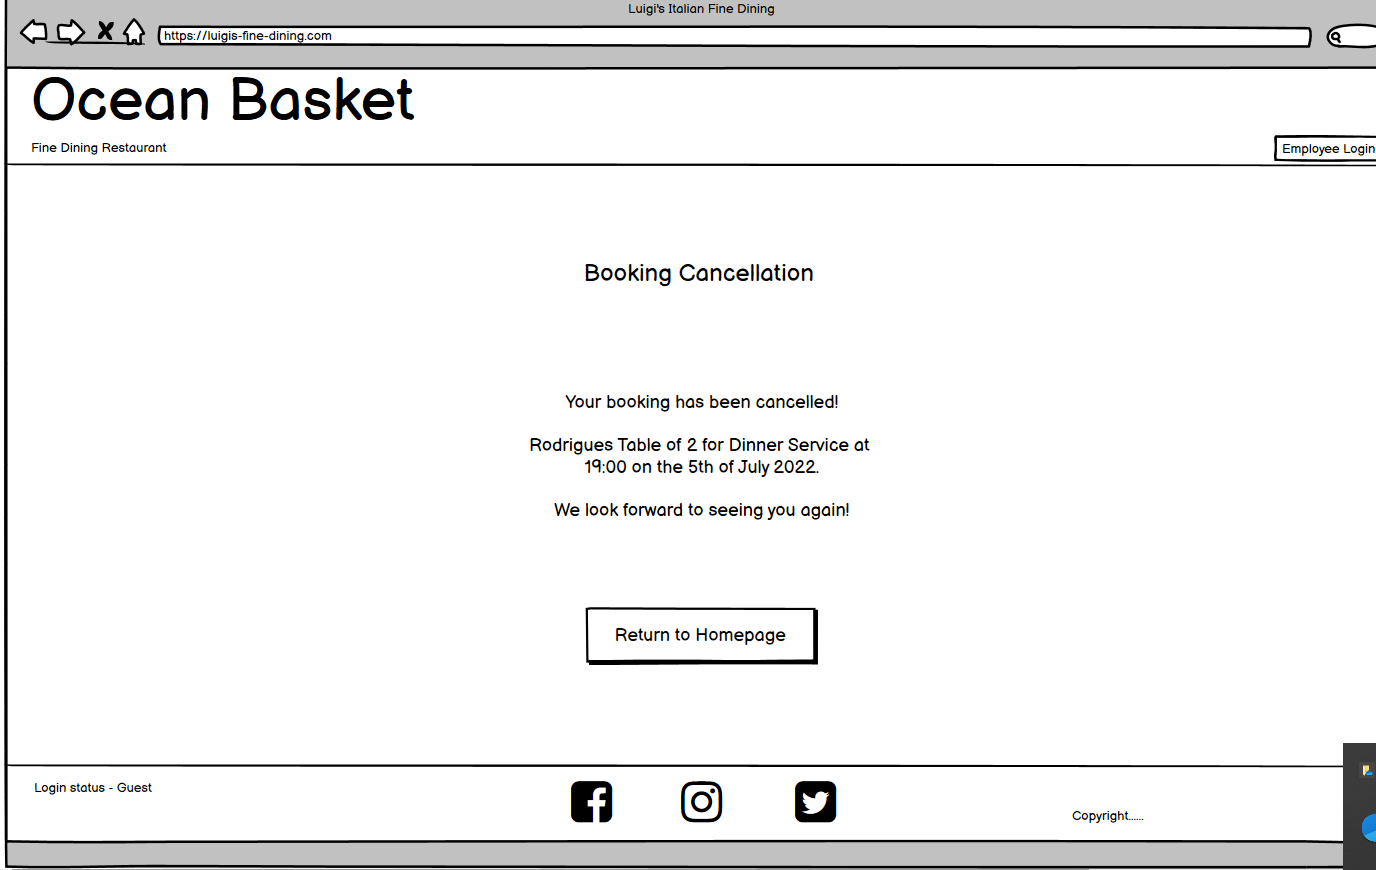 Luigi's Italian Fine Dining
https://luigis-fine-dining.com
Ocean Basket
Fine Dining Restaurant
Employee Login
Booking Cancellation
Your booking has been cancelled!
Rodrigues Table of 2 for Dinner Service at
19:00 on the 5th of July 2022.
We look forward to seeing you again!
Return to Homepage
Login status - Guest
Copyright......